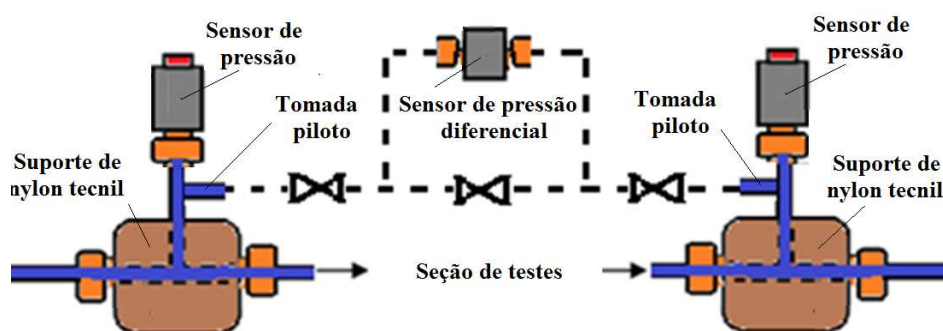 Sensor de
pressão
Tomada
piloto
Suporte de
nylon tecnil
Sensor de pressão
diferencial
Sensor de
pressão
Tomada
piloto
Suporte de
nylon tecnil
Seção de testes